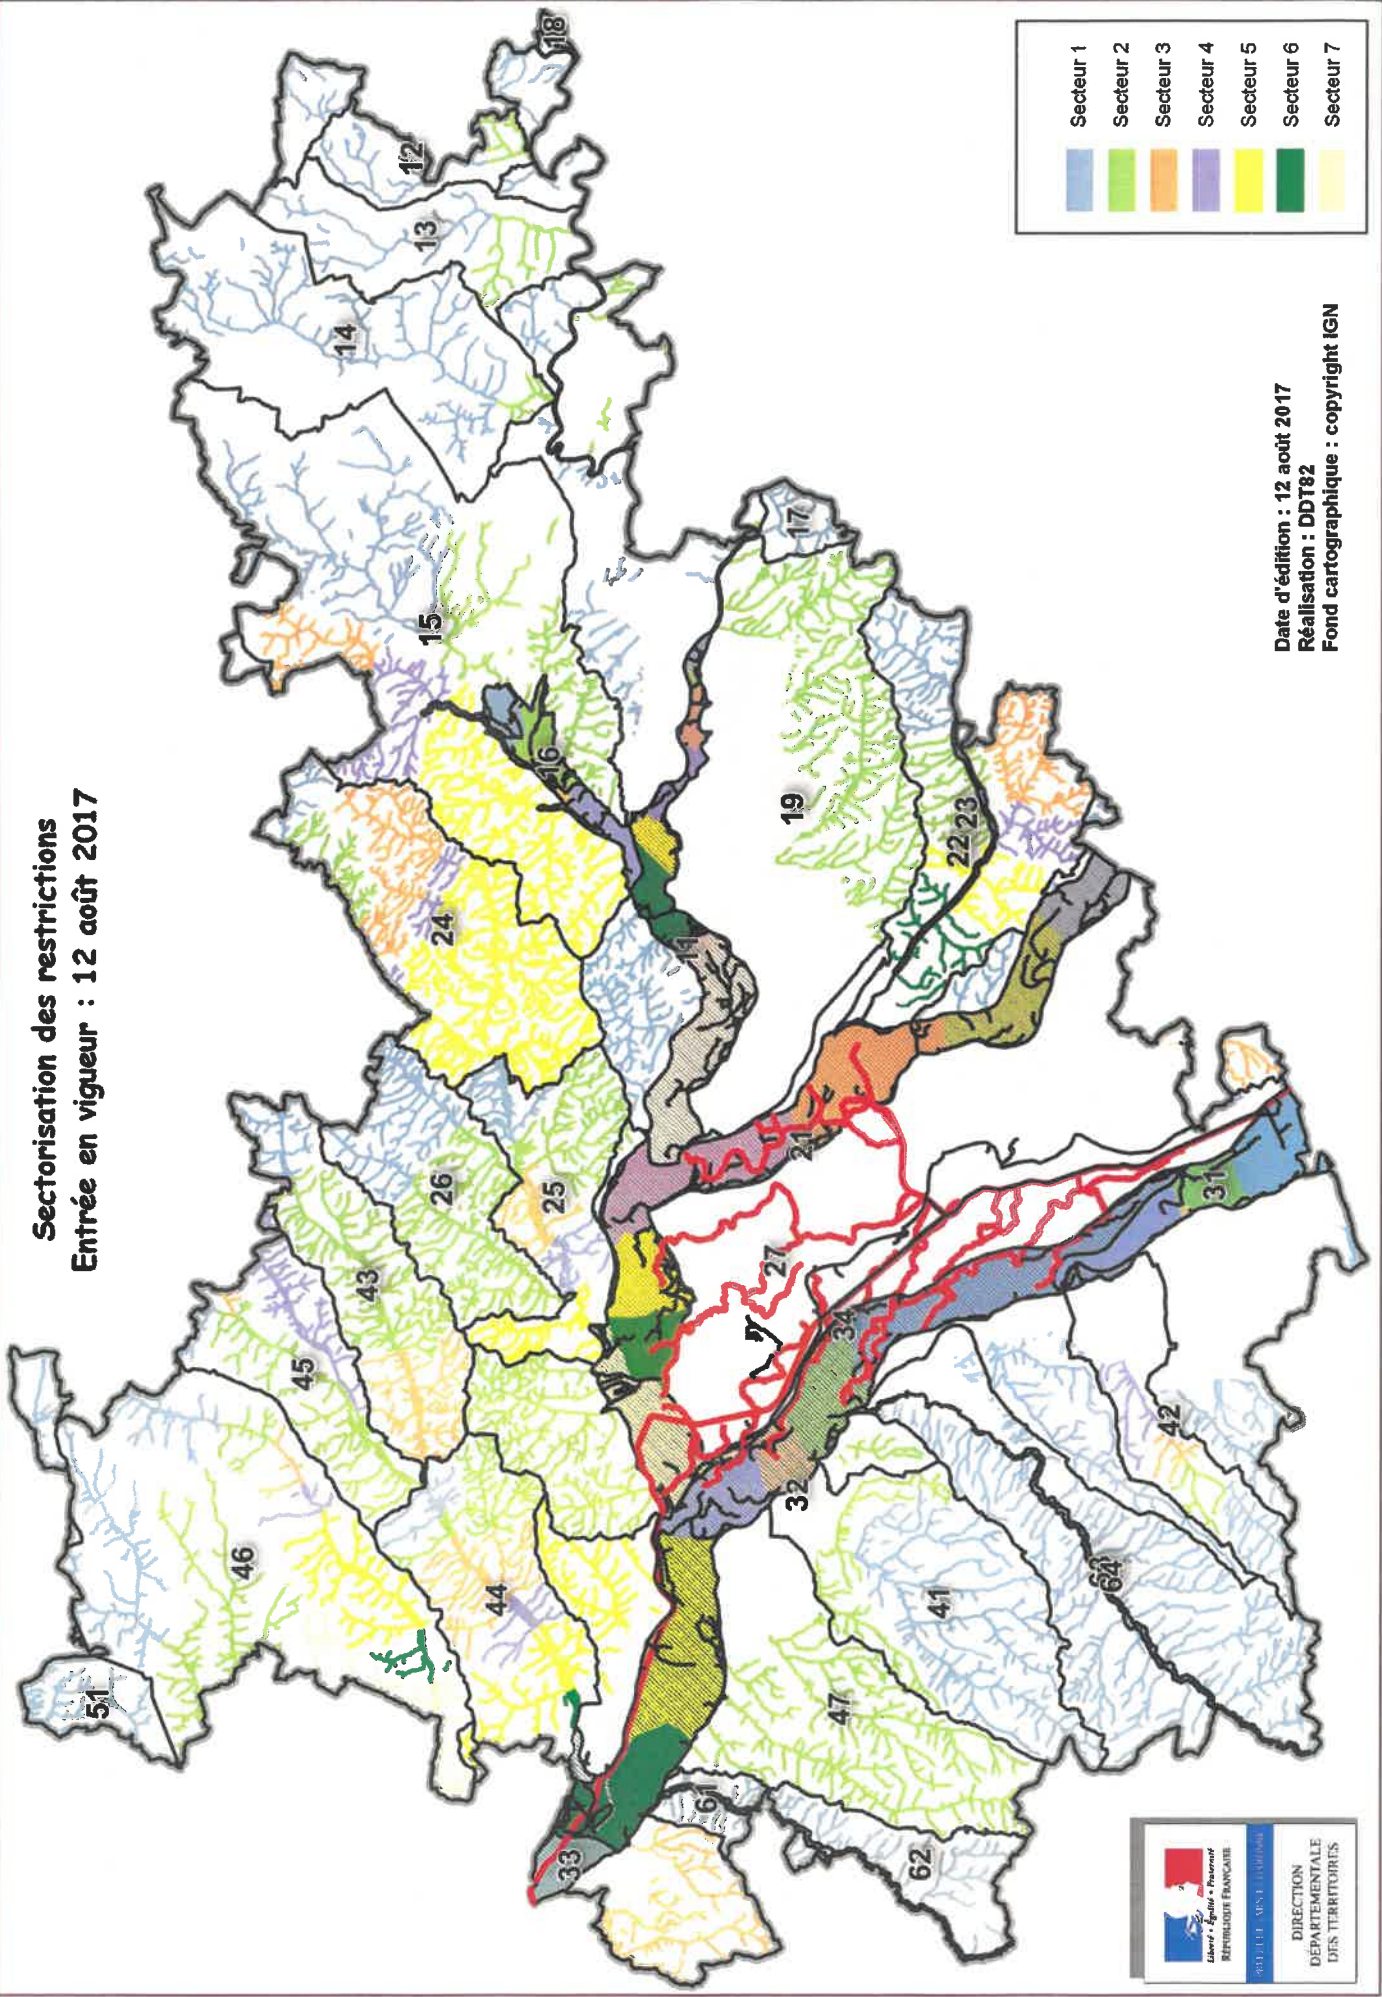 Sectorisation des restrictions
Entrée en vigueur : 12 août 2017
18
12
13
14
15
17
16
19
24
11
22
23
26
25
21
43
27
31
45
34
46
44
32
42
41
64
51
47
61
33
62
Secteur 1
Secteur 2
Secteur 3
Secteur 4
Secteur 5
Secteur 6
Secteur 7
Date d'édition : 12 août 2017
Réalisation : DDT82
Fond cartographique : copyright IGN
Liberté • Égalité • Fraternité
RÉPUBLIQUE FRANÇAISE
DIRECTION
DÉPARTEMENTALE
DES TERRITOIRES